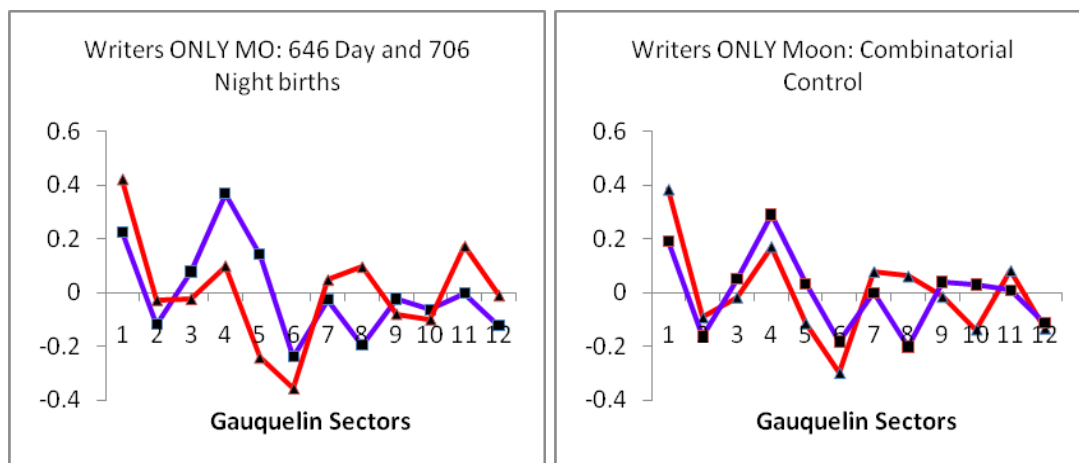 Writers ONLY MO: 646 Day and 706
Night births
0.6
0.4
0.2
0
-0.2
-0.4
1 2 3 4 5 6 7 8 9 10 11 12
Gauquelin Sectors
Writers ONLY Moon: Combinatorial
Control
0.6
0.4
0.2
0
-0.2
-0.4
1 2 3 4 5 6 7 8 9 10 11 12
Gauquelin Sectors